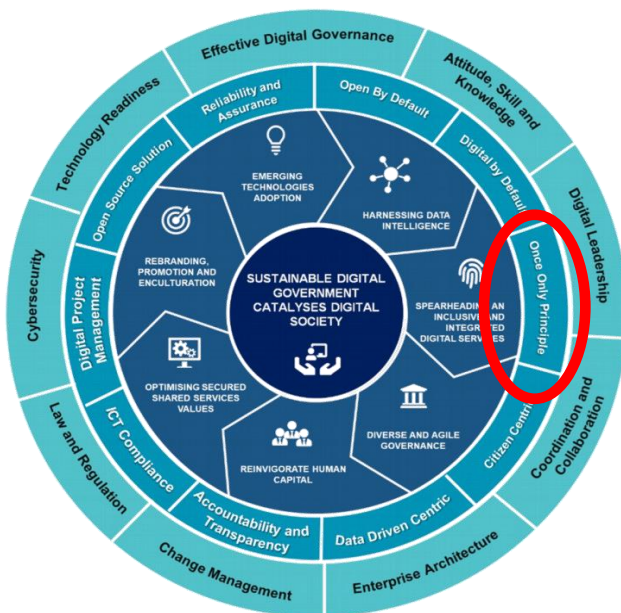 Effective Digital Governance
Attitude, Skill and
Knowledge
Digital Leadership
Coordination and
Collaboration
Enterprise Architecture
Change Management
Law and Regulation
Cybersecurity
Technology Readiness
Reliability and
Assurance
Open By Default
Digital by Default
Once Only Principle
Citizen Centric
Data Driven Centric
Accountability and
Transparency
ICT Compliance
Digital Project
Management
Open Source Solution
EMERGING
TECHNOLOGIES
ADOPTION
HARNESSING DATA
INTELLIGENCE
SPEARHEADING AN
INCLUSIVE AND
INTEGRATED
DIGITAL SERVICES
DIVERSE AND AGILE
GOVERNANCE
REINVIGORATE HUMAN
CAPITAL
OPTIMISING SECURED
SHARED SERVICES
VALUES
REBRANDING,
PROMOTION AND
ENCULTURATION
SUSTAINABLE DIGITAL
GOVERNMENT
CATALYSES DIGITAL
SOCIETY